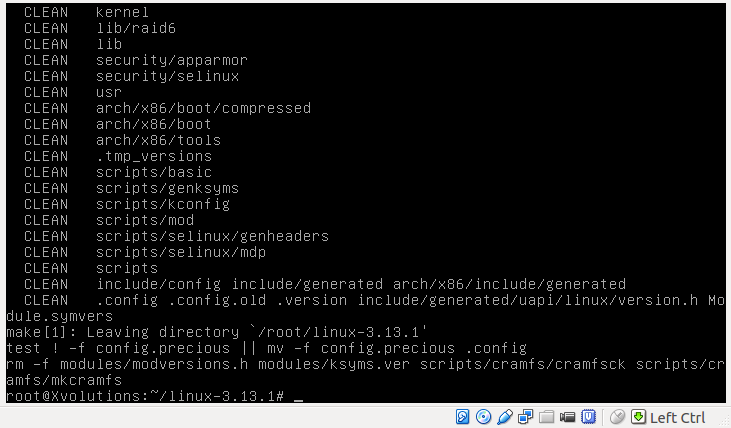 CLEAN   kernel
CLEAN   lib/raid6
CLEAN   lib
CLEAN   security/apparmor
CLEAN   security/selinux
CLEAN   usr
CLEAN   arch/x86/boot/compressed
CLEAN   arch/x86/boot
CLEAN   arch/x86/tools
CLEAN   .tmp_versions
CLEAN   scripts/basic
CLEAN   scripts/genksyms
CLEAN   scripts/kconfig
CLEAN   scripts/mod
CLEAN   scripts/selinux/genheaders
CLEAN   scripts/selinux/mdp
CLEAN   scripts
CLEAN   include/config include/generated arch/x86/include/generated
CLEAN   .config .config.old .version include/generated/uapi/linux/version.h Mo
dule.symvers
make[1]: Leaving directory `/root/linux-3.13.1'
test ! -f config.precious || mv -f config.precious .config
rm -f modules/modversions.h modules/ksyms.ver scripts/cramfs/cramfsck scripts/cr
amfs/mkcramfs
root@Xvolutions:~/linux-3.13.1# _
Left Ctrl